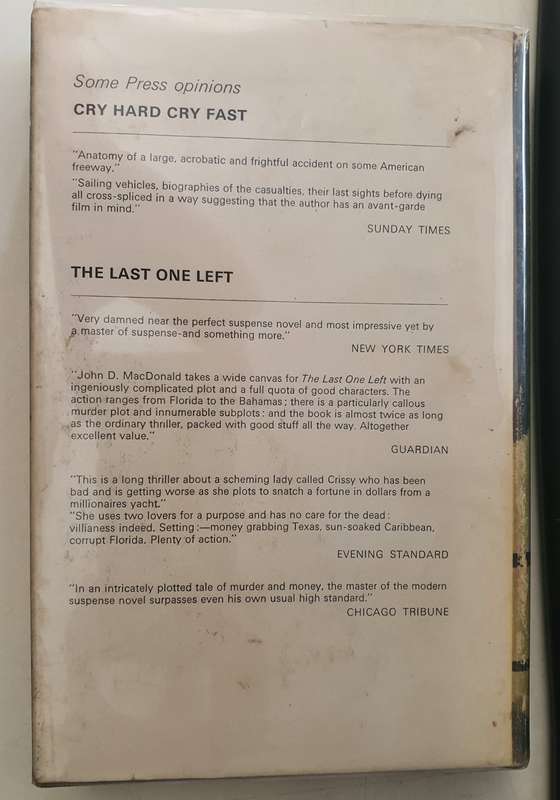 Some Press opinions
CRY HARD CRY FAST
"Anatomy of a large, acrobatic and frightful accident on some American
freeway."
"Sailing vehicles, biographies of the casualties, their last sights before dying
all cross-spliced in a way suggesting that the author has an avant-garde
film in mind."
SUNDAY TIMES
THE LAST ONE LEFT
"Very damned near the perfect suspense novel and most impressive yet by
a master of suspense-and something more."
NEW YORK TIMES
"John D. MacDonald takes a wide canvas for The Last One Left with an
ingeniously complicated plot and a full quota of good characters. The
action ranges from Florida to the Bahamas; there is a particularly callous
murder plot and innumerable subplots: and the book is almost twice as long
as the ordinary thriller, packed with good stuff all the way. Altogether
excellent value."
GUARDIAN
"This is a long thriller about a scheming lady called Crissy who has been
bad and is getting worse as she plots to snatch a fortune in dollars from a
millionaires yacht."
"She uses two lovers for a purpose and has no care for the dead:
villianess indeed. Setting:—money grabbing Texas, sun-soaked Caribbean,
corrupt Florida. Plenty of action."
EVENING STANDARD
"In an intricately plotted tale of murder and money, the master of the modern
suspense novel surpasses even his own usual high standard."
CHICAGO TRIBUNE